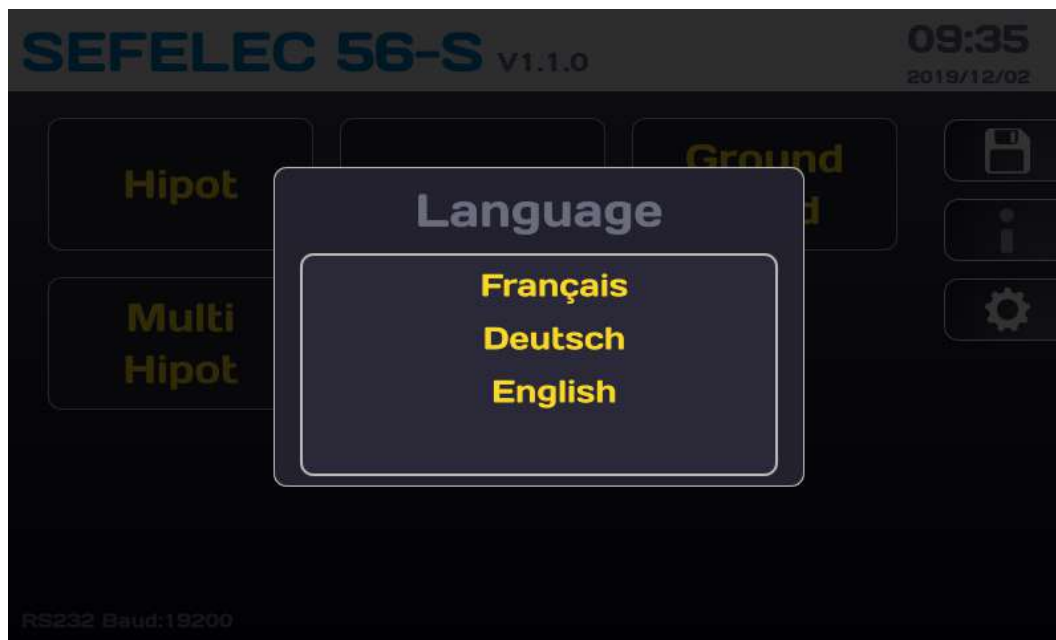 SEFELEC 56-S V1.1.0
09:35
2019/12/02
Hipot
Ground
Multi
Hipot
Language
Français
Deutsch
English
RS232 Baud:19200